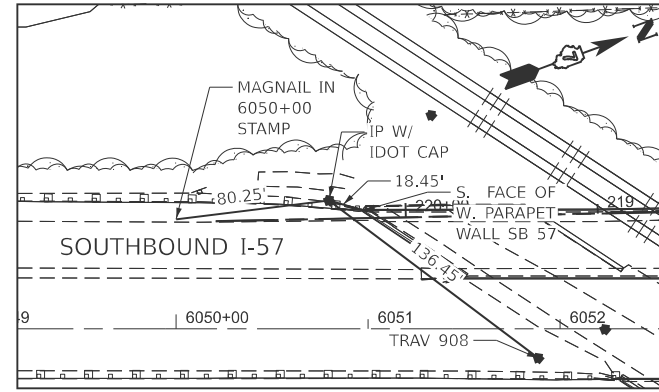 N
MAGNAIL IN
6050+00
STAMP
IP W/
IDOT CAP
80.25'
18.45'
S. FACE OF
W. PARAPET
WALL SB 57
219
SOUTHBOUND I-57
136.45'
6050+00
6051
6052
TRAV 908